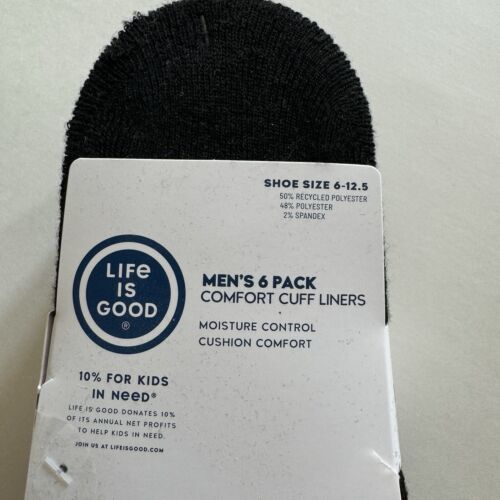 SHOE SIZE 6-12.5
50% RECYCLED POLYESTER
48% POLYESTER
2% SPANDEX
LIFe
IS
GOOD
®
MEN'S 6 PACK
COMFORT CUFF LINERS
MOISTURE CONTROL
CUSHION COMFORT
10% FOR KIDS
IN NeeD®
LIFE IS GOOD DONATES 10%
OF ITS ANNUAL NET PROFITS
TO HELP KIDS IN NEED.
JOIN US AT LIFEISGOOD.COM